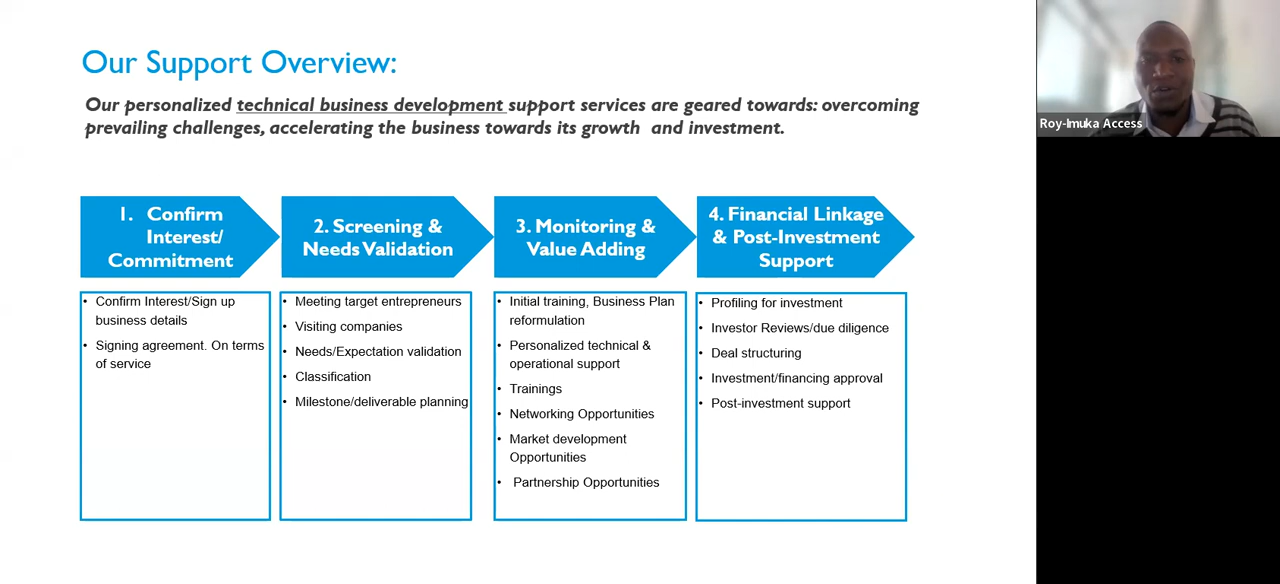 Our Support Overview:
Our personalized technical business development support services are geared towards: overcoming
prevailing challenges, accelerating the business towards its growth and investment.
1. Confirm
Interest/
Commitment
• Confirm Interest/Sign up
business details
• Signing agreement. On terms
of service
2. Screening &
Needs Validation
• Meeting target entrepreneurs
• Visiting companies
• Needs/Expectation validation
• Classification
• Milestone/deliverable planning
3. Monitoring &
Value Adding
• Initial training, Business Plan
reformulation
• Personalized technical &
operational support
• Trainings
• Networking Opportunities
• Market development
Opportunities
• Partnership Opportunities
4. Financial Linkage
& Post-Investment
Support
• Profiling for investment
• Investor Reviews/due diligence
• Deal structuring
• Investment/financing approval
• Post-investment support
Roy-Imuka Access